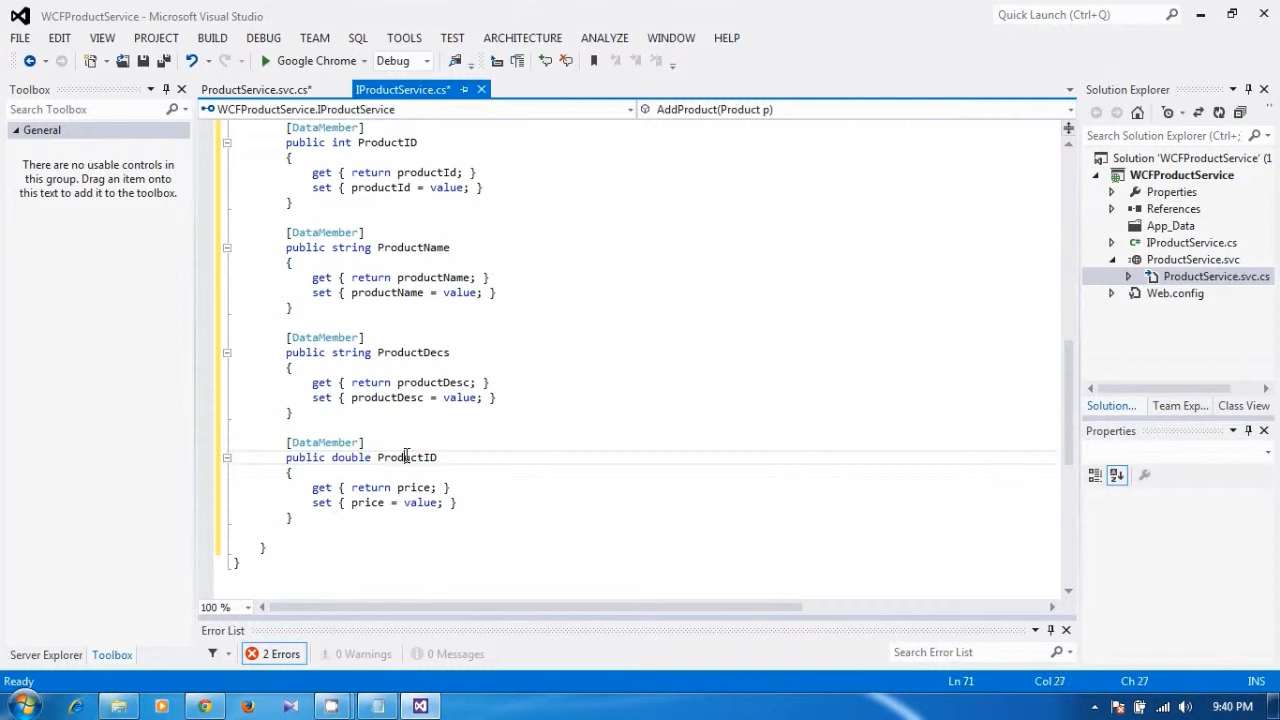 WCFProductService - Microsoft Visual Studio
Quick Launch (Ctrl+Q)
FILE EDIT VIEW PROJECT BUILD DEBUG TEAM SQL TOOLS TEST ARCHITECTURE ANALYZE WINDOW HELP
Google Chrome Debug
Toolbox
ProductService.svc.cs*
IProductService.cs*
Solution Explorer
Search Toolbox
WCFProductService.IProductService
AddProduct(Product p)
General
There are no usable controls in
this group. Drag an item onto
this text to add it to the toolbox.
[DataMember]
public int ProductID
{
get { return productId; }
set { productId = value; }
}
[DataMember]
public string ProductName
{
get { return productName; }
set { productName = value; }
}
[DataMember]
public string ProductDecs
{
get { return productDesc; }
set { productDesc = value; }
}
[DataMember]
public double ProductID
{
get { return price; }
set { price = value; }
}
}
}
100 %
Search Solution Explorer (Ctrl+
Solution 'WCFProductService' (1
WCFProductService
Properties
References
App_Data
IProductService.cs
ProductService.svc
ProductService.svc.cs
Web.config
Solution... Team Exp... Class View
Properties
Error List
2 Errors
0 Warnings
0 Messages
Search Error List
Server Explorer Toolbox
Ready
Ln 71
Col 27
Ch 27
INS
9:40 PM